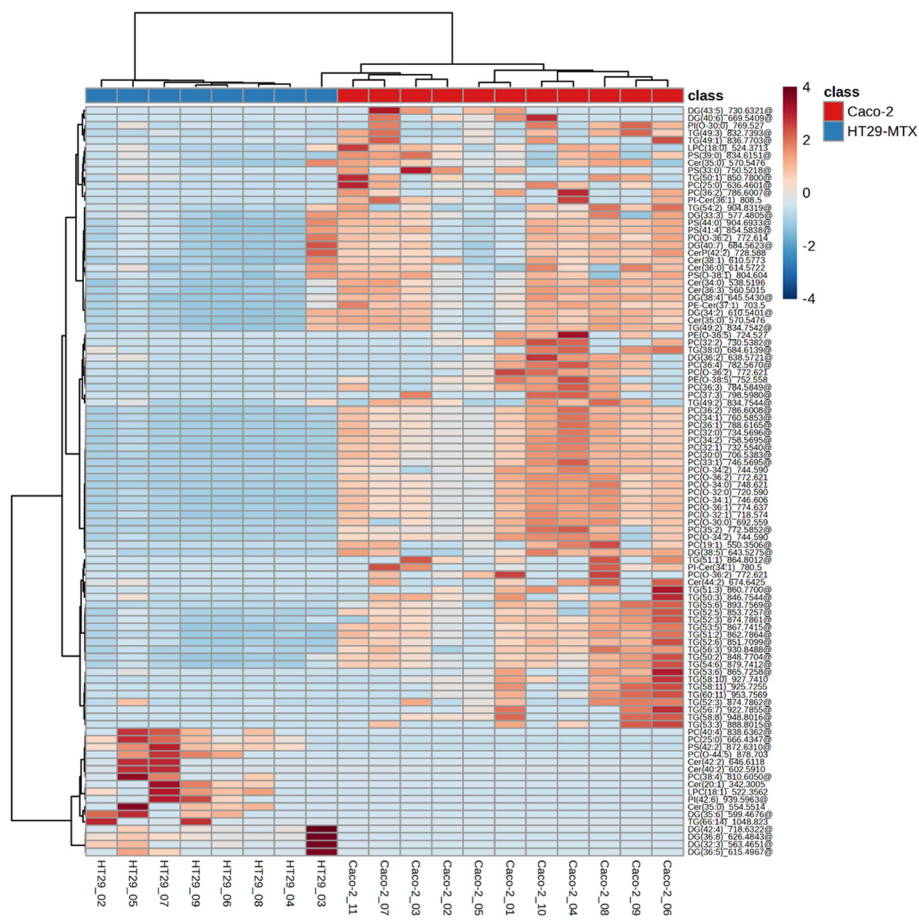 class
4
2
0
-2
-4
class
Caco-2
HT29-MTX
DG(43:5)_730.6321@
DG(40:6)_669.5409@
PI(O-30:0)_769.527
TG(49:3)_832.7393@
TG(49:1)_836.7703@
LPC(18:0)_524.3713
PS(39:0)_834.6151@
Cer(35:0)_570.5476
PS(33:0)_750.5218@
TG(50:1)_850.7800@
PC(25:0)_636.4601@
PC(36:2)_786.6007@
PI-Cer(36:1)_808.5
TG(54:2)_904.8319@
DG(33:3)_577.4805@
PS(44:0)_904.6933@
PS(41:4)_854.5838@
PC(O-36:2)_772.614
DG(40:7)_684.5623@
CerP(42:2)_728.588
Cer(38:1)_610.5773
Cer(36:0)_614.5722
PS(O-38:1)_804.604
Cer(34:0)_538.5196
Cer(36:3)_560.5015
DG(38:4)_645.5430@
PE-Cer(37:1)_703.5
DG(34:2)_610.5401@
Cer(35:0)_570.5476
TG(49:2)_834.7542@
PE(O-36:5)_724.527
PC(32:2)_730.5382@
TG(38:0)_684.6139@
DG(36:2)_638.5721@
PC(36:4)_782.5670@
PC(O-36:2)_772.621
PE(O-38:5)_752.558
PC(36:3)_784.5849@
PC(37:3)_798.5980@
TG(49:2)_834.7544@
PC(36:2)_786.6008@
PC(34:1)_760.5853@
PC(36:1)_788.6165@
PC(32:0)_734.5696@
PC(34:2)_758.5695@
PC(32:1)_732.5540@
PC(30:0)_706.5383@
PC(33:1)_746.5695@
PC(O-34:2)_744.590
PC(O-36:2)_772.621
PC(O-34:0)_748.621
PC(O-32:0)_720.590
PC(O-34:1)_746.606
PC(O-36:1)_774.637
PC(O-32:1)_718.574
PC(O-30:0)_692.559
PC(35:2)_772.5852@
PC(O-34:2)_744.590
PC(19:1)_550.3506@
DG(38:5)_643.5275@
TG(51:1)_864.8012@
PI-Cer(34:1)_780.5
PC(O-36:2)_772.621
Cer(44:2)_674.6425
TG(51:3)_860.7700@
TG(50:3)_846.7544@
TG(55:6)_893.7569@
TG(52:5)_853.7257@
TG(52:3)_874.7861@
TG(53:5)_867.7415@
TG(51:2)_862.7864@
TG(52:6)_851.7099@
TG(56:3)_930.8488@
TG(50:2)_848.7704@
TG(54:6)_879.7412@
TG(53:6)_865.7258@
TG(58:10)_927.7410
TG(58:11)_925.7255
TG(60:11)_953.7569
TG(52:3)_874.7862@
TG(56:7)_922.7855@
TG(58:8)_948.8016@
TG(53:3)_888.8015@
PC(40:4)_838.6362@
PC(25:0)_666.4347@
PS(42:2)_872.6310@
PC(O-44:5)_878.703
Cer(42:2)_646.6118
Cer(40:2)_602.5910
PC(38:4)_810.6050@
Cer(20:1)_342.3005
LPC(18:1)_522.3562
PI(42:6)_939.5963@
Cer(35:0)_554.5514
DG(35:6)_599.4676@
TG(66:14)_1048.823
DG(42:4)_718.6322@
DG(36:8)_626.4843@
DG(32:3)_563.4651@
DG(36:5)_615.4967@
HT29_02
HT29_05
HT29_07
HT29_09
HT29_06
HT29_08
HT29_04
HT29_03
Caco-2_11
Caco-2_07
Caco-2_03
Caco-2_02
Caco-2_05
Caco-2_01
Caco-2_10
Caco-2_04
Caco-2_08
Caco-2_09
Caco-2_06